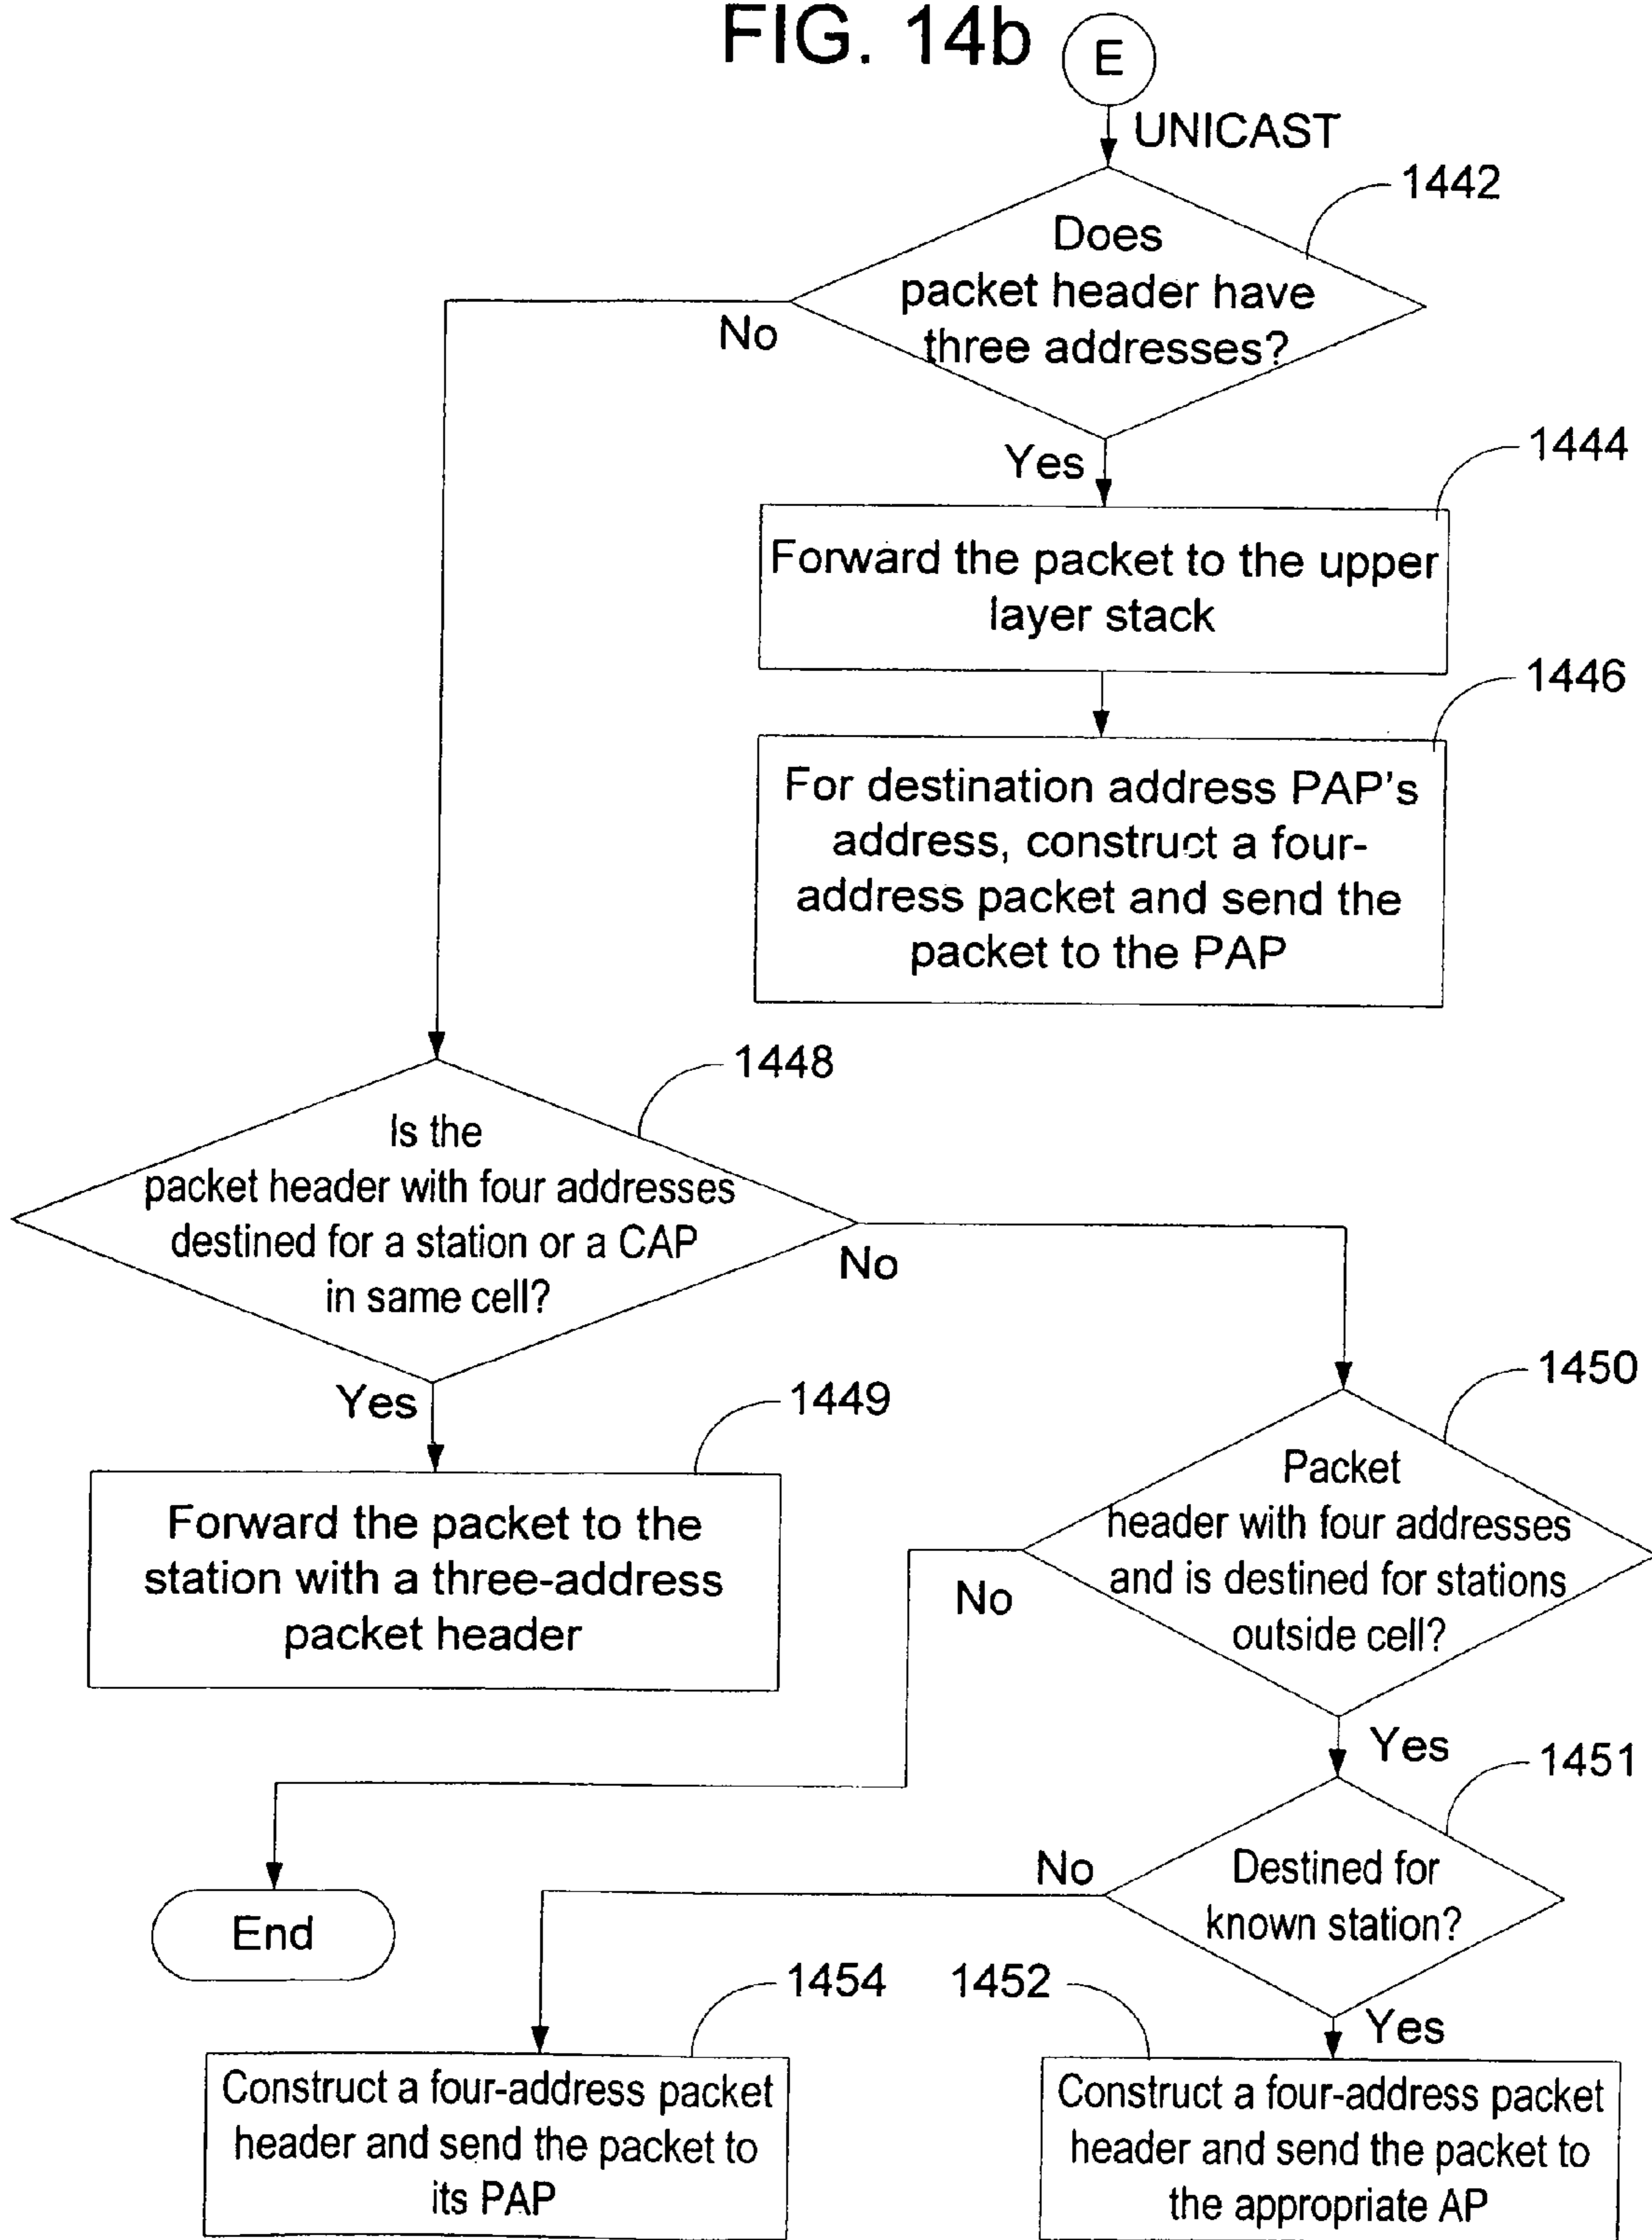 FIG. 14b
E
UNICAST
1442
Does
packet header have
three addresses?
No
Yes
1444
Forward the packet to the upper
layer stack
1446
For destination address PAP's
address, construct a four-
address packet and send the
packet to the PAP
1448
Is the
packet header with four addresses
destined for a station or a CAP
in same cell?
No
Yes
1449
Forward the packet to the
station with a three-address
packet header
1450
Packet
header with four addresses
and is destined for stations
outside cell?
No
Yes
1451
Destined for
known station?
No
End
Yes
1454
Construct a four-address packet
header and send the packet to
its PAP
1452
Construct a four-address packet
header and send the packet to
the appropriate AP